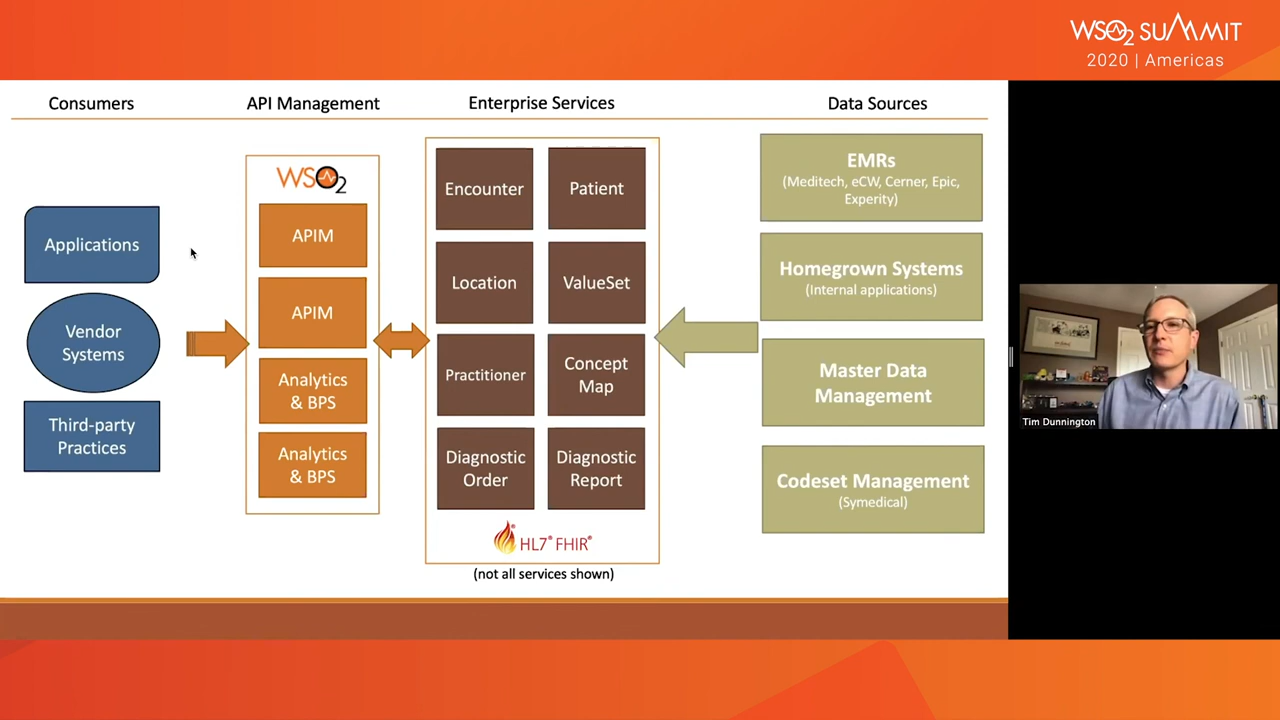 WSO2 SUMMIT
2020 | Americas
Consumers
API Management
Enterprise Services
Data Sources
Applications
Vendor
Systems
Third-party
Practices
WSO2
APIM
APIM
Analytics
& BPS
Analytics
& BPS
Encounter
Patient
Location
ValueSet
Practitioner
Concept
Map
Diagnostic
Order
Diagnostic
Report
HL7® FHIR®
(not all services shown)
EMRs
(Meditech, eCW, Cerner, Epic,
Experity)
Homegrown Systems
(Internal applications)
Master Data
Management
Codeset Management
(Symedical)
Tim Dunnington